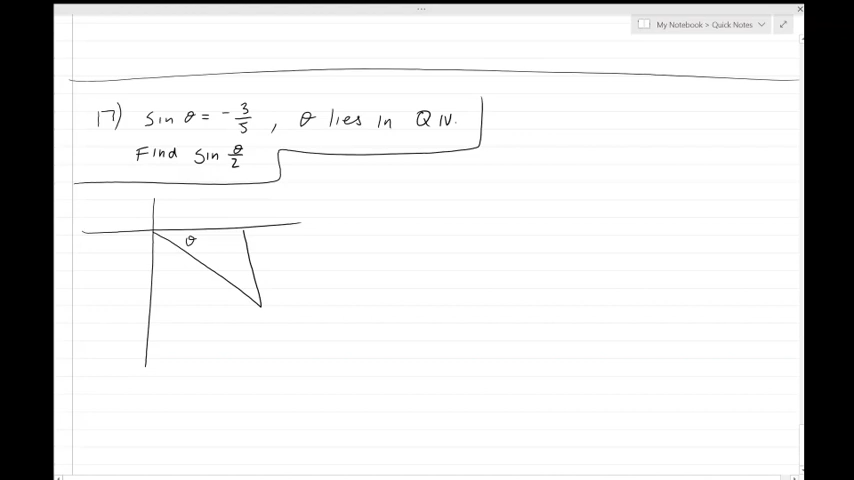 My Notebook > Quick Notes
17) sin θ = -3/5 , θ lies in Q IV.
Find sin θ/2
θ